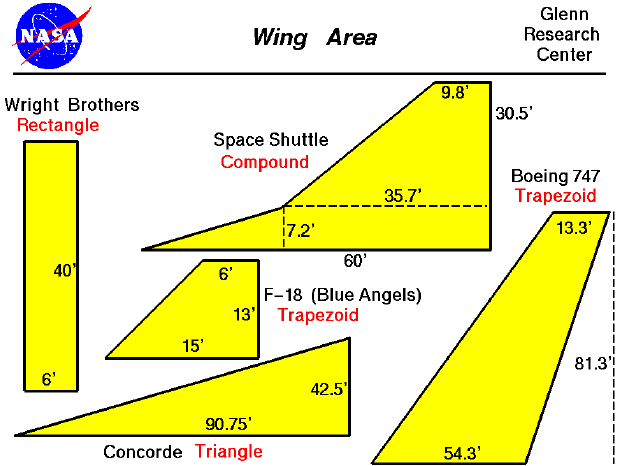 NASA
Wing Area
Glenn
Research
Center
Wright Brothers
Rectangle
40'
6'
Space Shuttle
Compound
9.8'
30.5'
35.7'
7.2'
60'
Boeing 747
Trapezoid
13.3'
81.3'
54.3'
F-18 (Blue Angels)
Trapezoid
6'
13'
15'
42.5'
90.75'
Concorde Triangle